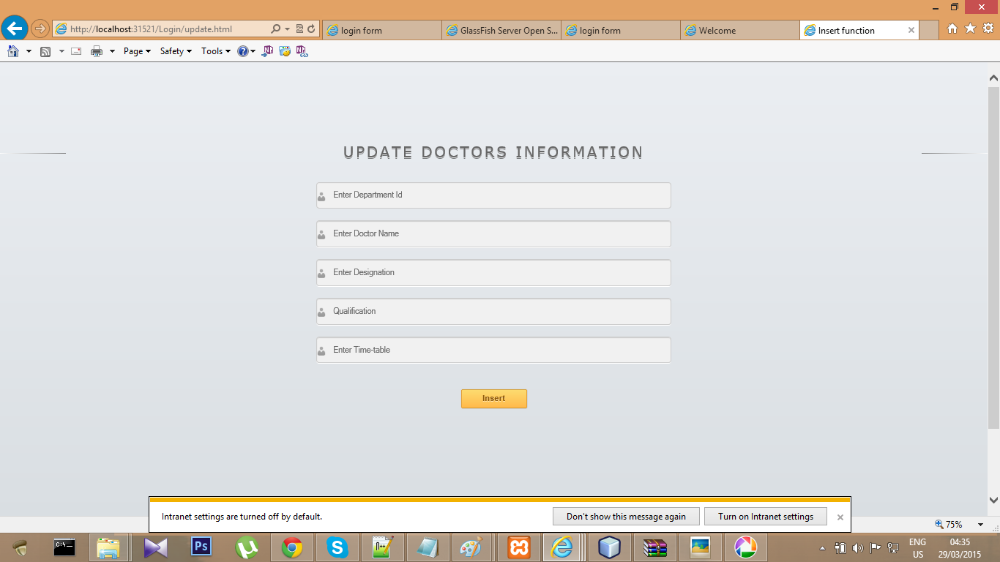 http://localhost:31521/Login/update.html
login form
GlassFish Server Open S...
login form
Welcome
Insert function
Page
Safety
Tools
UPDATE DOCTORS INFORMATION
Enter Department Id
Enter Doctor Name
Enter Designation
Qualification
Enter Time-table
Insert
Intranet settings are turned off by default.
Don't show this message again
Turn on Intranet settings
75%
C:\_
Ps
ENG
US
04:35
29/03/2015